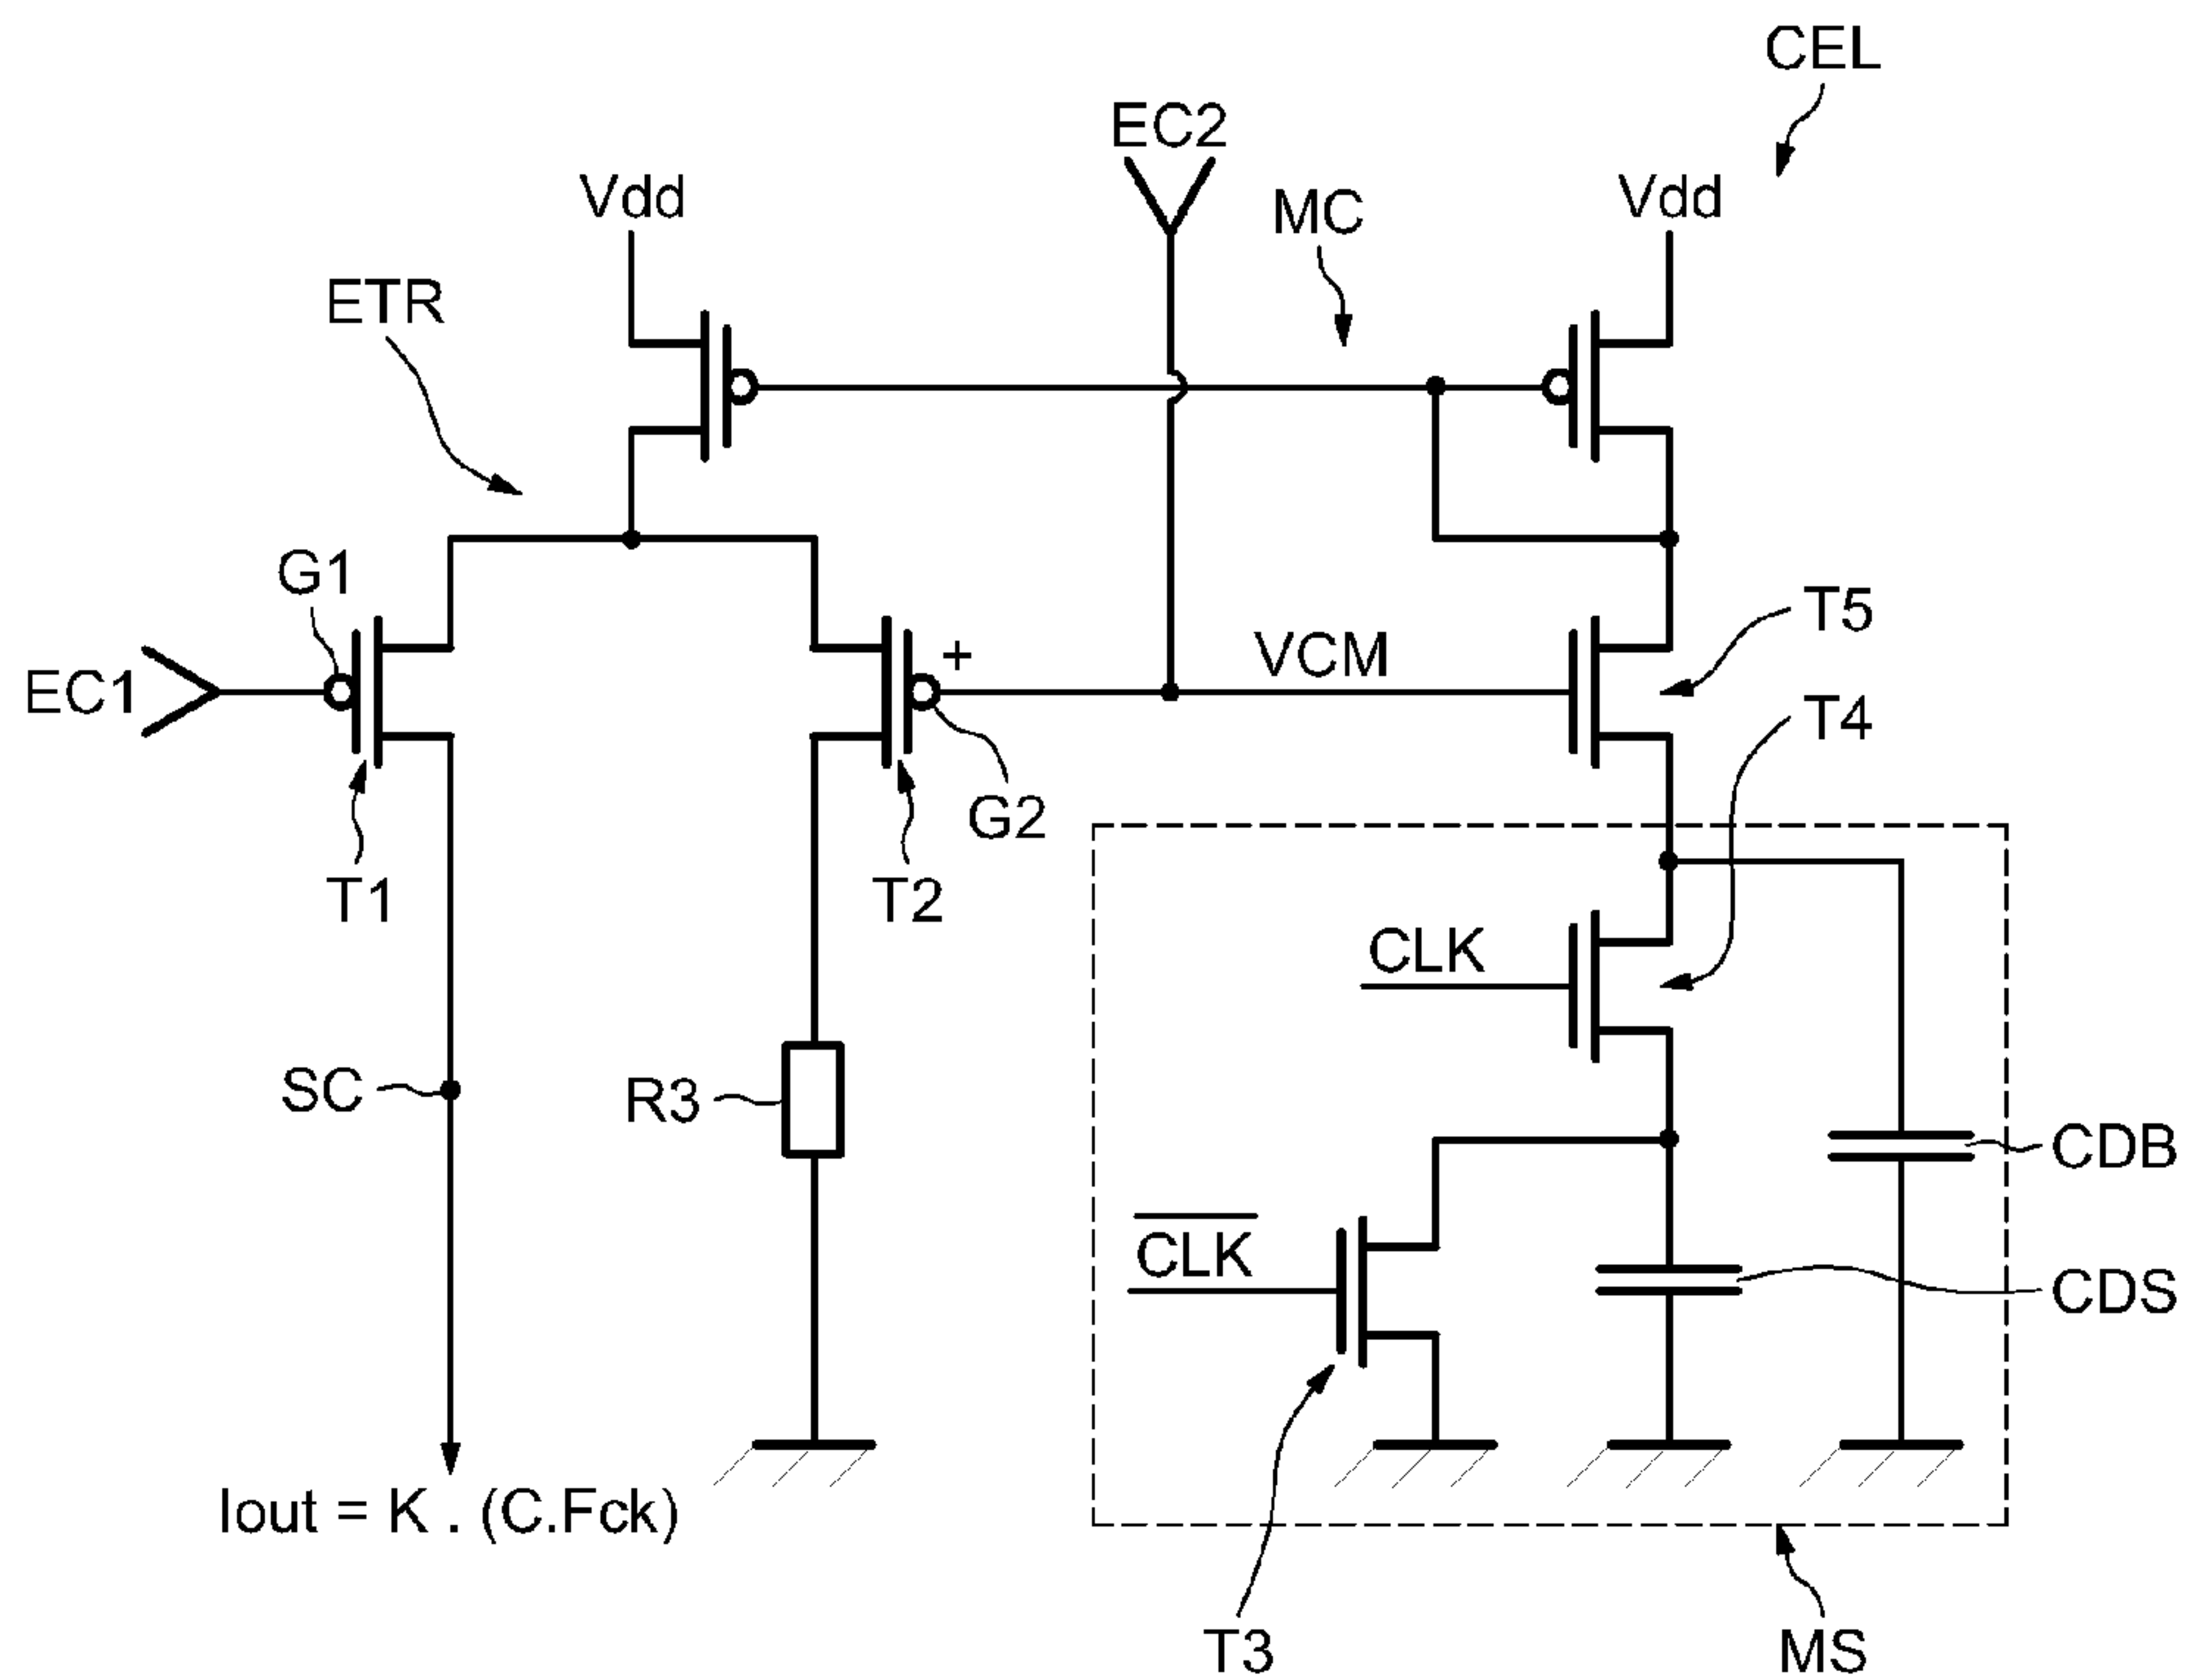 CEL
EC2
Vdd
MC
Vdd
ETR
G1
T5
+
VCM
EC1
T4
G2
T1
T2
CLK
SC
R3
CDB
C̅L̅K̅
CDS
Iout = K . (C.Fck)
T3
MS